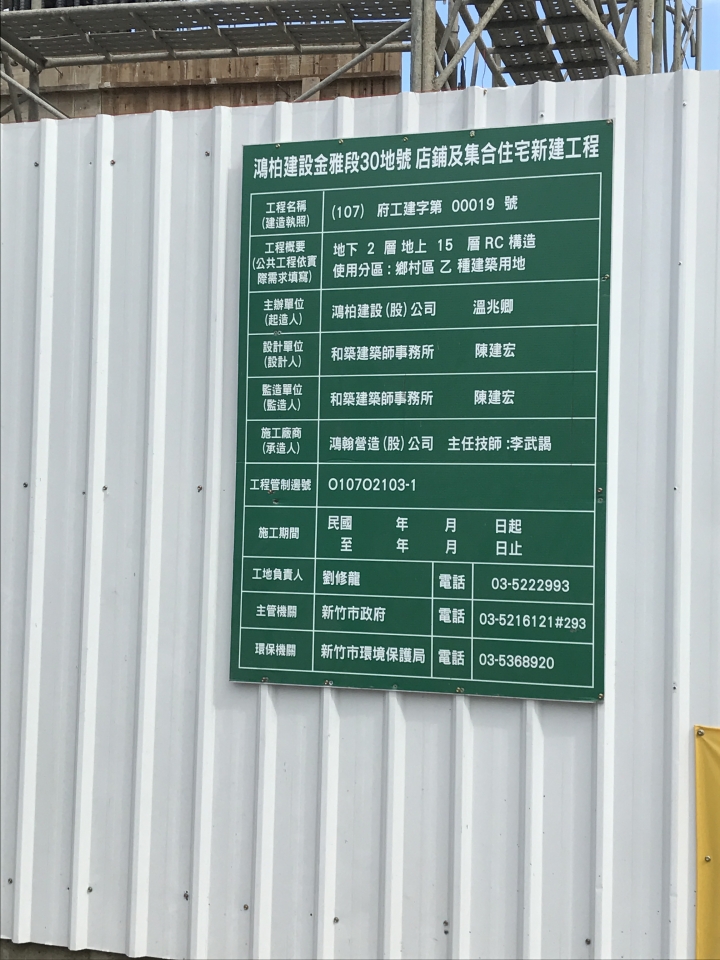 鴻柏建設金雅段30地號 店鋪及集合住宅新建工程
工程名稱
(建造執照)
(107) 府工建字第 00019 號
工程概要
(公共工程依實
際需求填寫)
地下 2 層 地上 15 層 RC 構造
使用分區：鄉村區 乙 種建築用地
主辦單位
(起造人)
鴻柏建設(股)公司 溫兆卿
設計單位
(設計人)
和築建築師事務所 陳建宏
監造單位
(監造人)
和築建築師事務所 陳建宏
施工廠商
(承造人)
鴻翰營造(股)公司 主任技師:李武謁
工程管制邊號
O107O2103-1
施工期間
民國 年 月 日起
至 年 月 日止
工地負責人 劉修龍 電話 03-5222993
主管機關 新竹市政府 電話 03-5216121#293
環保機關 新竹市環境保護局 電話 03-5368920